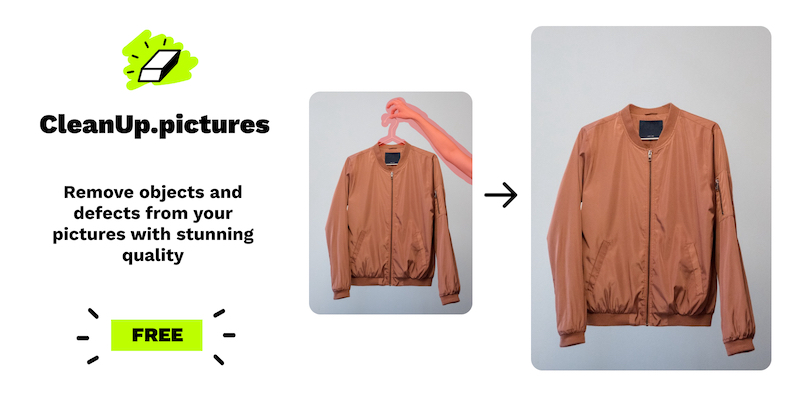 CleanUp.pictures
Remove objects and
defects from your
pictures with stunning
quality
FREE